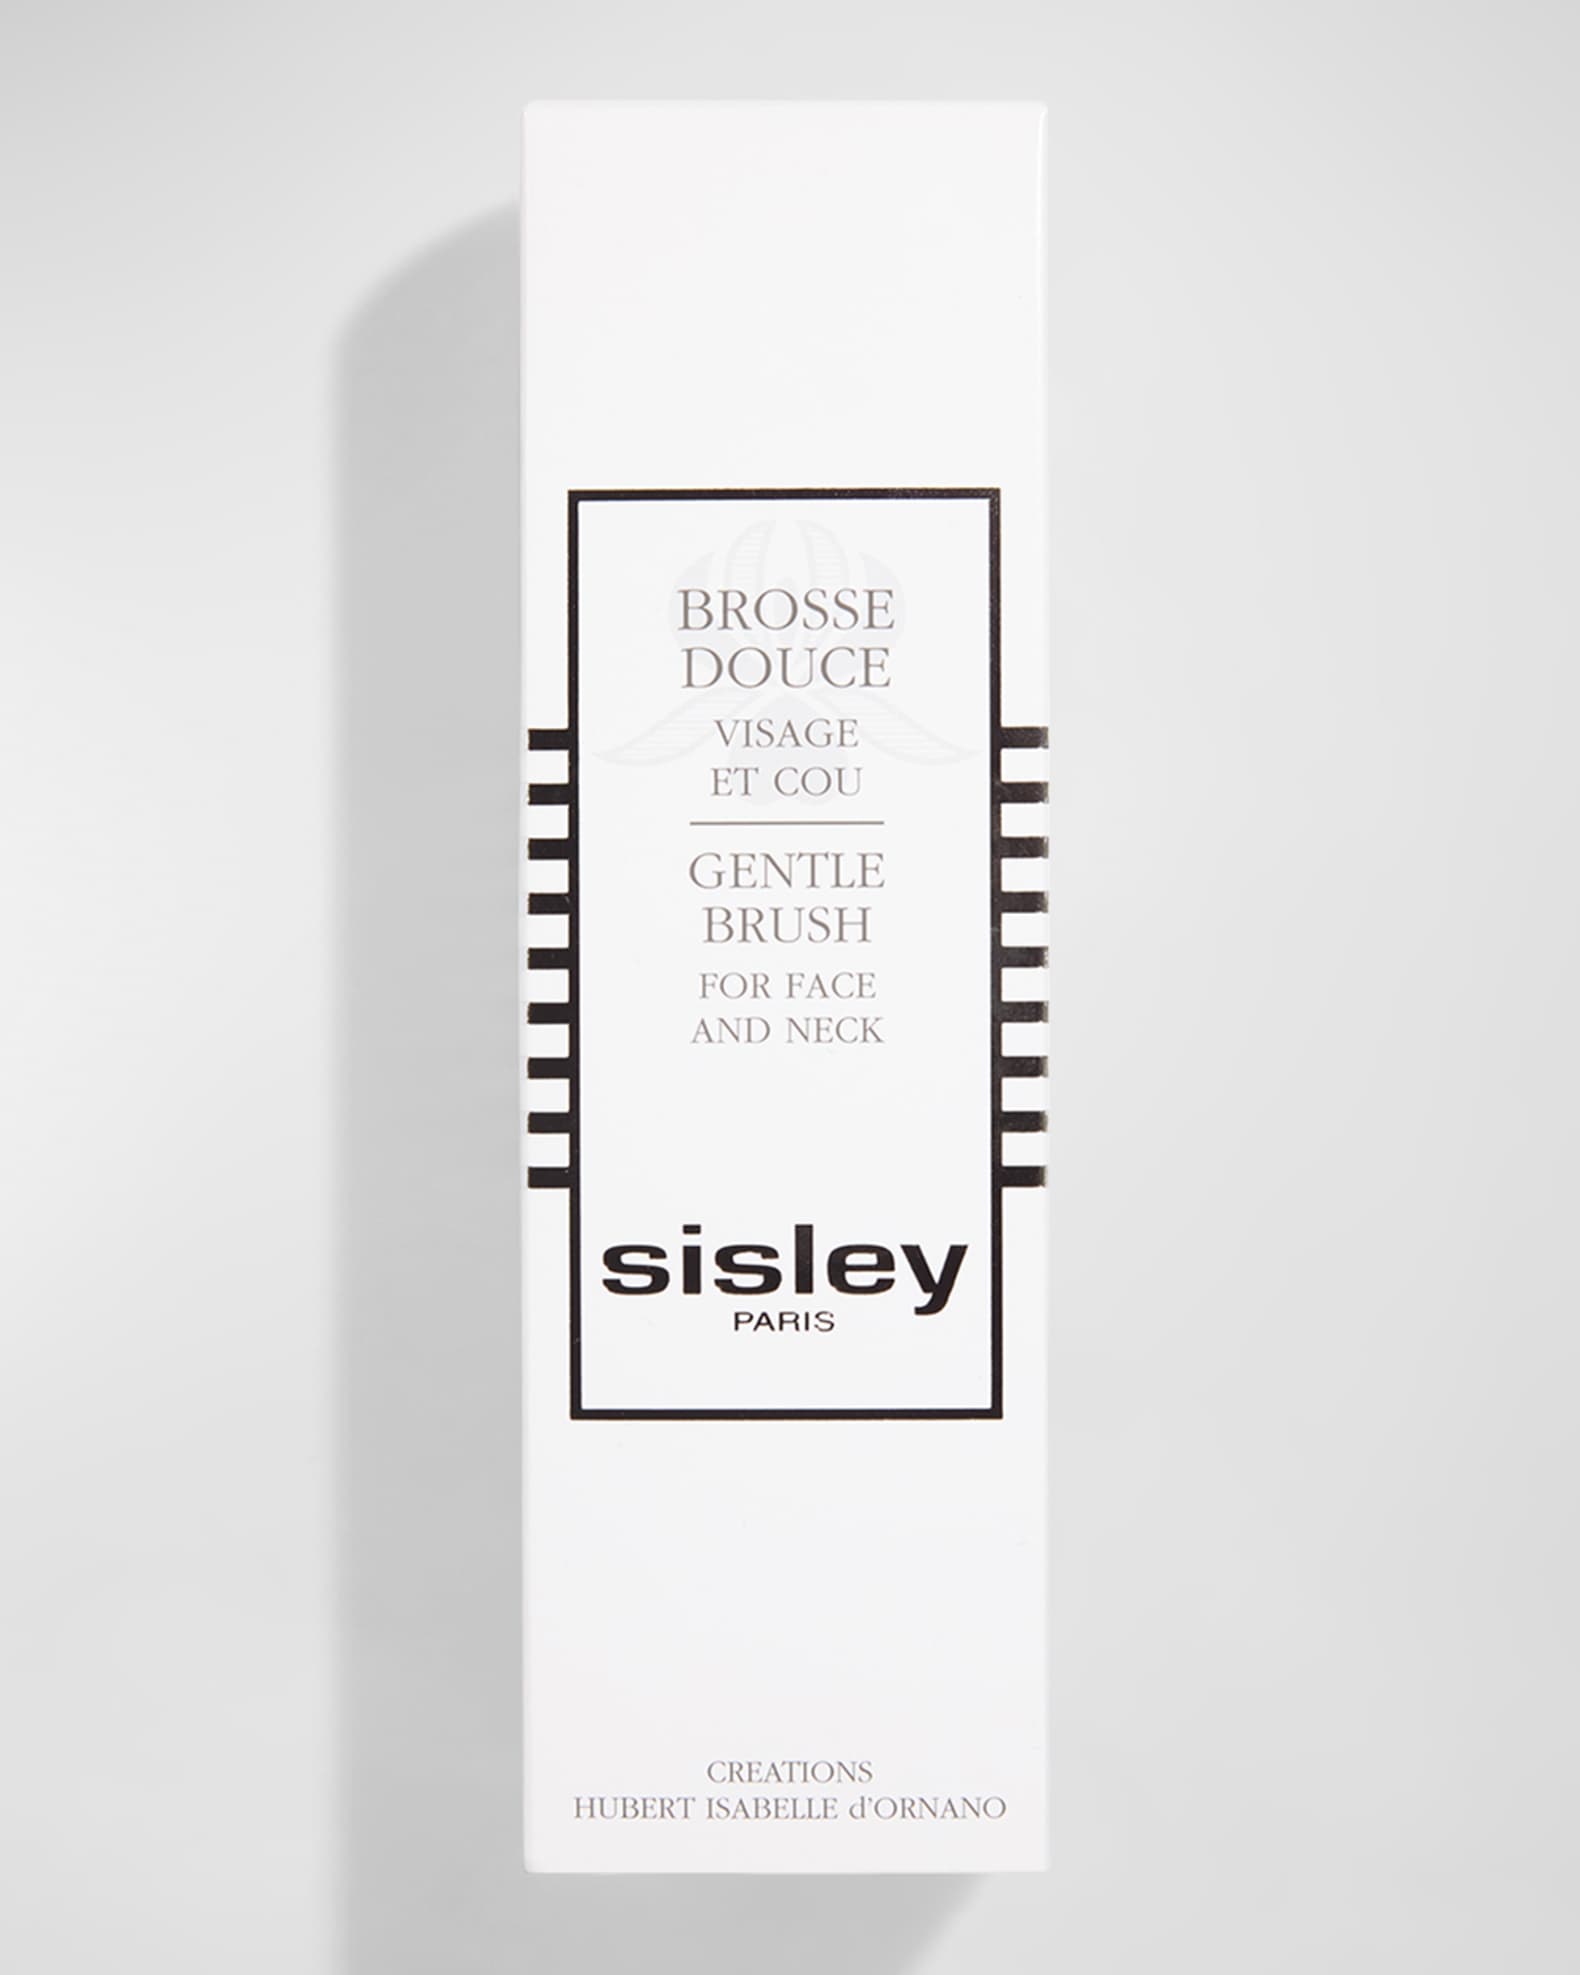 BROSSE
DOUCE
VISAGE
ET COU
GENTLE
BRUSH
FOR FACE
AND NECK
sisley
PARIS
CREATIONS
HUBERT ISABELLE d'ORNANO